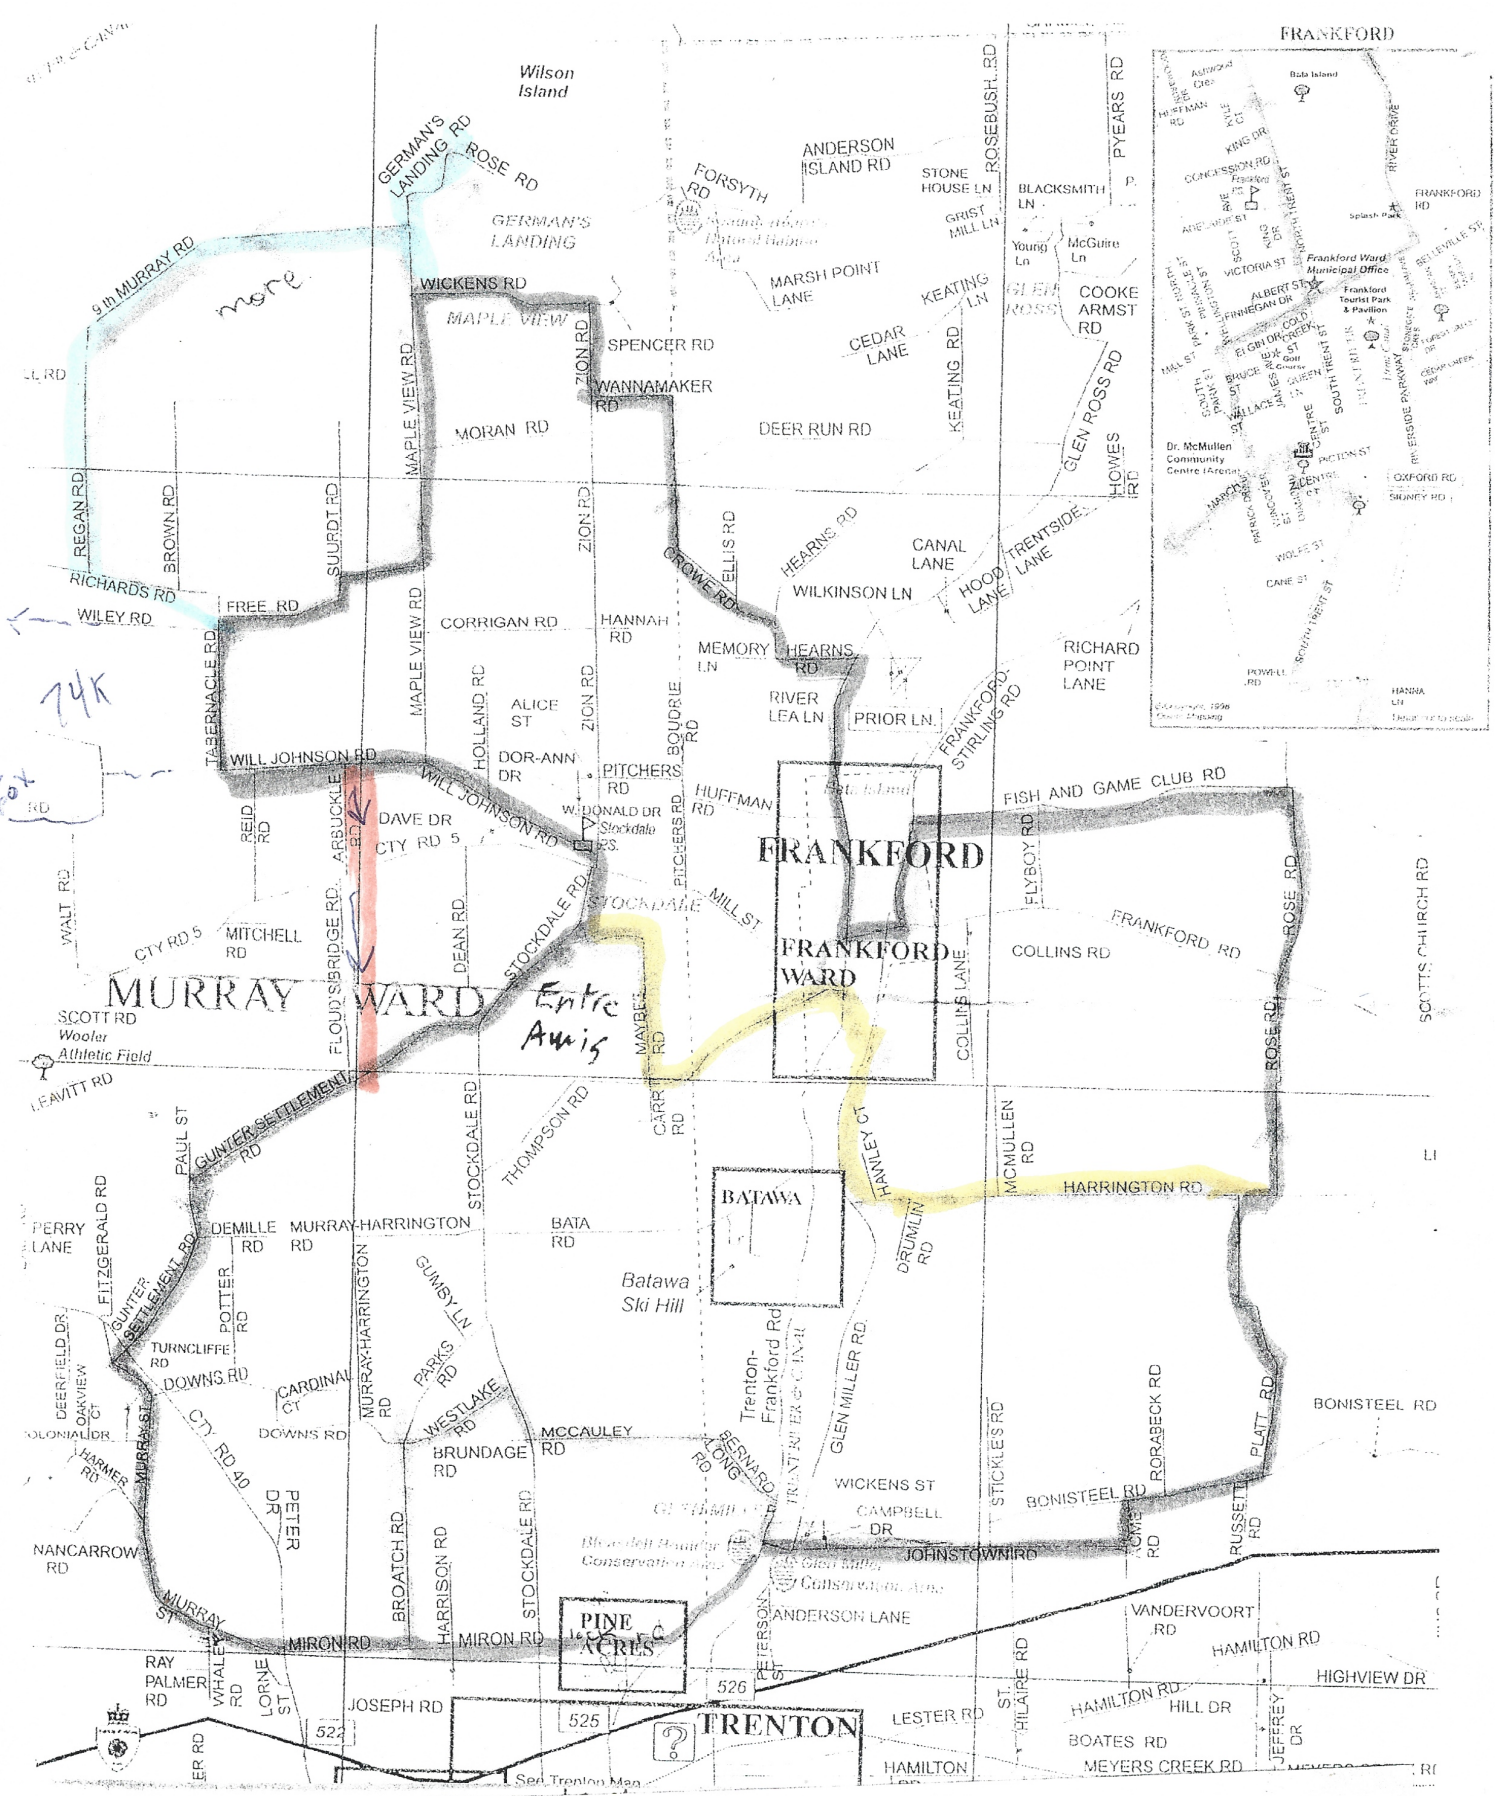 Wilson
Island
FRANKFORD
Bata Island
Ashwood
HUFFMAN
RD
KING DR
CONCESSION RD
VICTORIA ST
RIVER DRIVE
FRANKFORD
RD
Splash Park
BELLEVILLE ST
Frankford Ward
Municipal Office
ALBERT ST
FINNEGAN DR
Frankford
Tourist Park
& Pavilion
MILL ST
SOUTH TRENT ST
RIVERSIDE PARKWAY
Dr. McMullen
Community
Centre (Arena)
PICTON ST
OXFORD RD
SIDNEY RD
WOLFE ST
CANE ST
SOUTH TRENT ST
POWELL
RD
HANNA
LN
GERMAN'S
LANDING RD
ROSE RD
GERMAN'S
LANDING
FORSYTH
RD
ANDERSON
ISLAND RD
ROSEBUSH RD
PYEARS RD
STONE
HOUSE LN
BLACKSMITH
LN
GRIST
MILL LN
Young
Ln
McGuire
Ln
9 th MURRAY RD
more
WICKENS RD
MAPLE VIEW
MARSH POINT
LANE
KEATING
LN
GLEN
ROSS
COOKE
ARMST
RD
SPENCER RD
CEDAR
LANE
ZION RD
WANNAMAKER
RD
MAPLE VIEW RD
MORAN RD
DEER RUN RD
KEATING RD
GLEN ROSS RD
HOWES
RD
REGAN RD
BROWN RD
SUURDT RD
ZION RD
ELLIS RD
HEARNS RD
CANAL
LANE
HOOD
LANE
TRENTSIDE
LANE
CROWE RD
WILKINSON LN
RICHARDS RD
WILEY RD
FREE RD
MAPLE VIEW RD
CORRIGAN RD
HANNAH
RD
MEMORY
LN
HEARNS
RD
RICHARD
POINT
LANE
74K
TABERNACLE RD
HOLLAND RD
ALICE
ST
ZION RD
BOUDRIE
RD
RIVER
LEA LN
PRIOR LN.
FRANKFORD-
STIRLING RD
WILL JOHNSON RD
DOR-ANN
DR
PITCHERS
RD
HUFFMAN
RD
Bata Island
FISH AND GAME CLUB RD
RD
REID
RD
ARBUCKLE
RD
DAVE DR
CTY RD 5
WILL JOHNSON RD
W. DONALD DR
Stockdale
P.S.
PITCHERS RD
FRANKFORD
FLYBOY RD
ROSE RD
SCOTTS CHURCH RD
WALT RD
CTY RD 5
MITCHELL
RD
FLOUD'S BRIDGE RD
DEAN RD
STOCKDALE RD
STOCKDALE
MILL ST
FRANKFORD
WARD
COLLINS LANE
COLLINS RD
FRANKFORD RD
MURRAY WARD
Entre
Amis
MAYBEE
RD
ROSE RD
SCOTT RD
Wooler
Athletic Field
LEAVITT RD
PAUL ST
GUNTER SETTLEMENT
RD
STOCKDALE RD
THOMPSON RD
CARR
RD
HAWLEY CT
MCMULLEN
RD
HARRINGTON RD
BATAWA
PERRY
LANE
FITZGERALD RD
DEMILLE
RD
MURRAY-HARRINGTON
RD
BATA
RD
DRUMLIN
RD
GUNTER
SETTLEMENT RD
POTTER
RD
GUMBY LN
Batawa
Ski Hill
MURRAY-HARRINGTON
RD
DEERFIELD DR
OAKVIEW
CT
TURNCLIFFE
RD
DOWNS RD
CARDINAL
CT
PARKS
RD
Trenton-
Frankford Rd
TRENT RIVER & CANAL
GLEN MILLER RD
STICKLES RD
RORABECK RD
PLATT RD
BONISTEEL RD
DOWNS RD
WESTLAKE
RD
MCCAULEY
RD
BRUNDAGE
RD
BERNARD
LONG
RD
HARMER
RD
MURRAY ST
CTY RD 40
PETER
DR
WICKENS ST
CAMPBELL
DR
BONISTEEL RD
RUSSETT
RD
ACMES
RD
NANCARROW
RD
BROATCH RD
HARRISON RD
STOCKDALE RD
JOHNSTOWN RD
Glen Miller
Conservation Area
MURRAY
ST
PINE
ACRES
PETERSON
ST
ANDERSON LANE
VANDERVOORT
RD
HAMILTON RD
MIRON RD
MIRON RD
RAY
PALMER
RD
WHALEY
RD
LORNE
ST
JOSEPH RD
522
525
526
TRENTON
?
ST.
HILAIRE RD
LESTER RD
HAMILTON RD
HILL DR
HIGHVIEW DR
BOATES RD
JEFFREY
DR
HAMILTON
RD
MEYERS CREEK RD
See Trenton Map